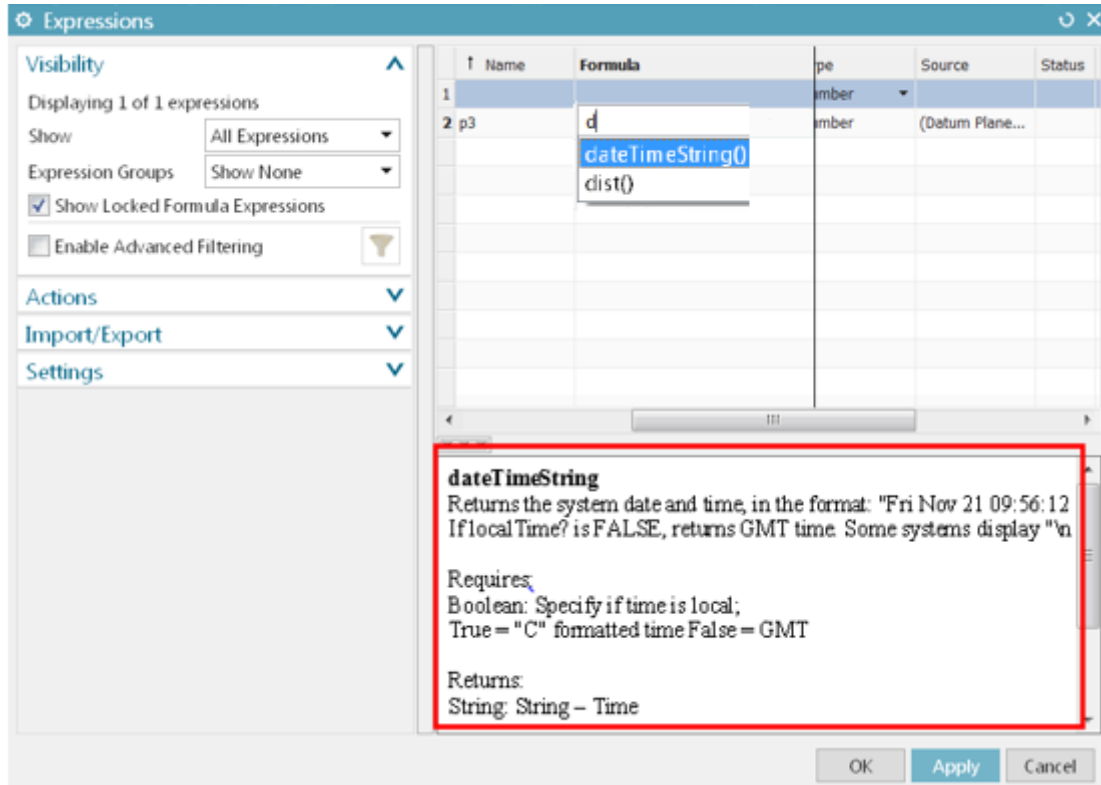 Expressions
Visibility
Displaying 1 of 1 expressions
Show All Expressions
Expression Groups Show None
Show Locked Formula Expressions
Enable Advanced Filtering
Actions
Import/Export
Settings
↑ Name Formula pe Source Status
1 umber
2 p3 d umber (Datum Plane...
dateTimeString()
dist()
dateTimeString
Returns the system date and time, in the format: "Fri Nov 21 09:56:12
If localTime? is FALSE, returns GMT time. Some systems display "\n
Requires:
Boolean: Specify if time is local;
True = "C" formatted time False = GMT
Returns:
String: String – Time
OK Apply Cancel